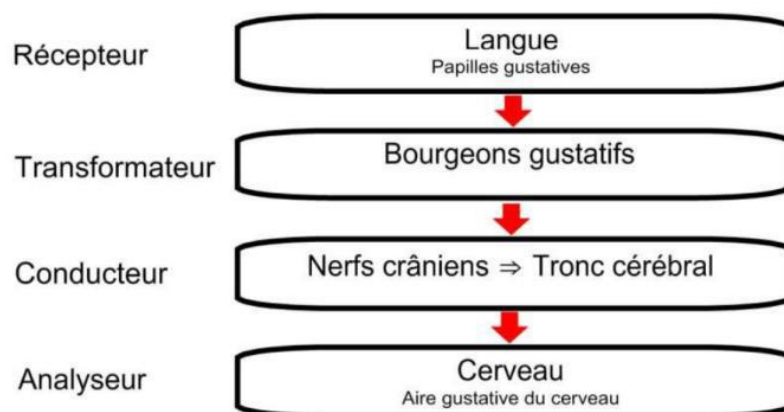 Récepteur
Langue
Papilles gustatives
Transformateur
Bourgeons gustatifs
Conducteur
Nerfs crâniens ⇒ Tronc cérébral
Analyseur
Cerveau
Aire gustative du cerveau